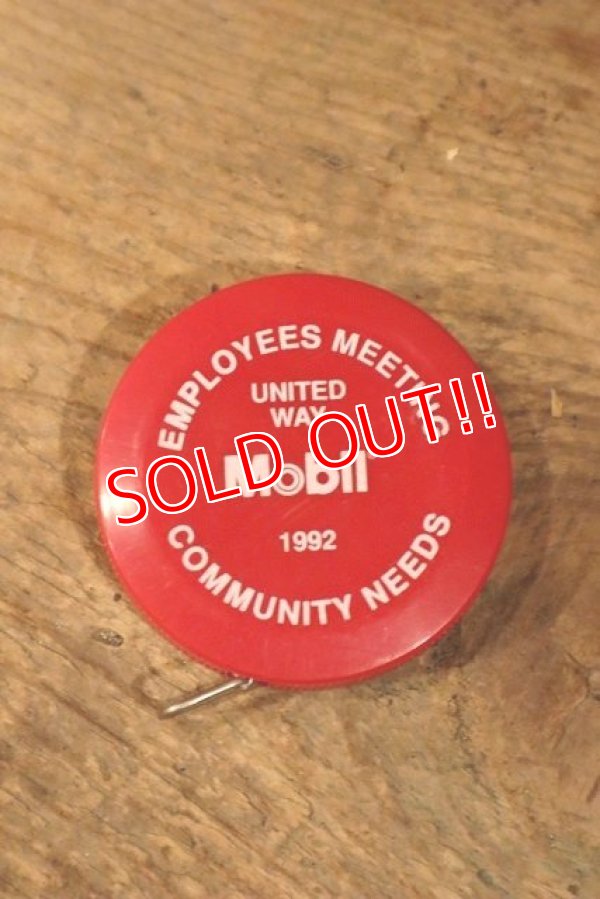 EMPLOYEES MEETING
UNITED
WAY
SOLD OUT!!
Mobil
1992
COMMUNITY NEEDS